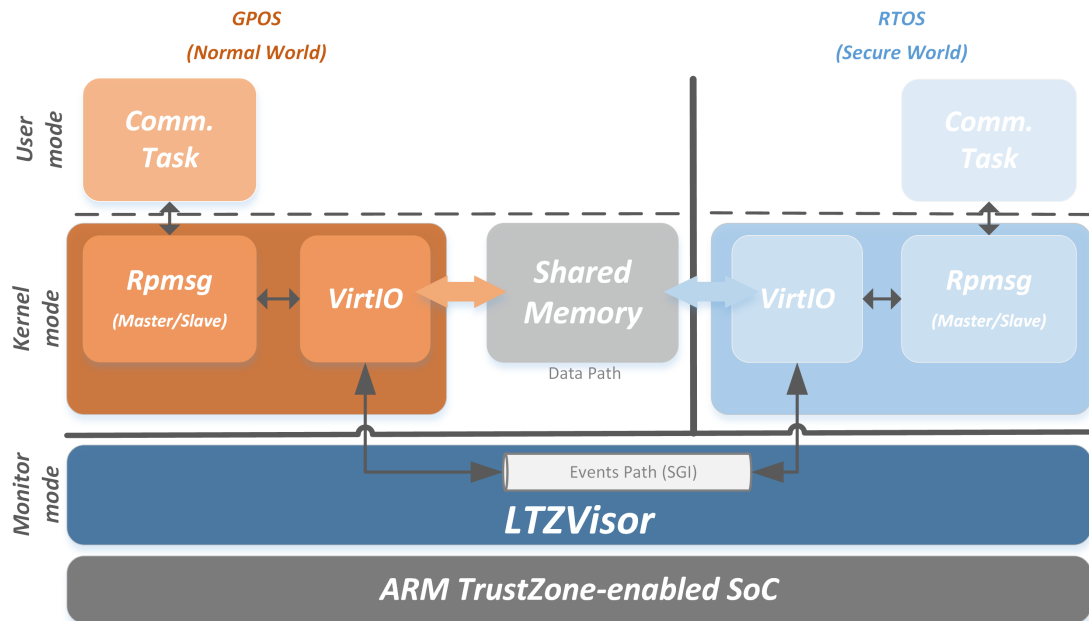 GPOS
(Normal World)
RTOS
(Secure World)
User
mode
Comm.
Task
Comm.
Task
Kernel
mode
Rpmsg
(Master/Slave)
VirtIO
Shared
Memory
Data Path
VirtIO
Rpmsg
(Master/Slave)
Monitor
mode
Events Path (SGI)
LTZVisor
ARM TrustZone-enabled SoC